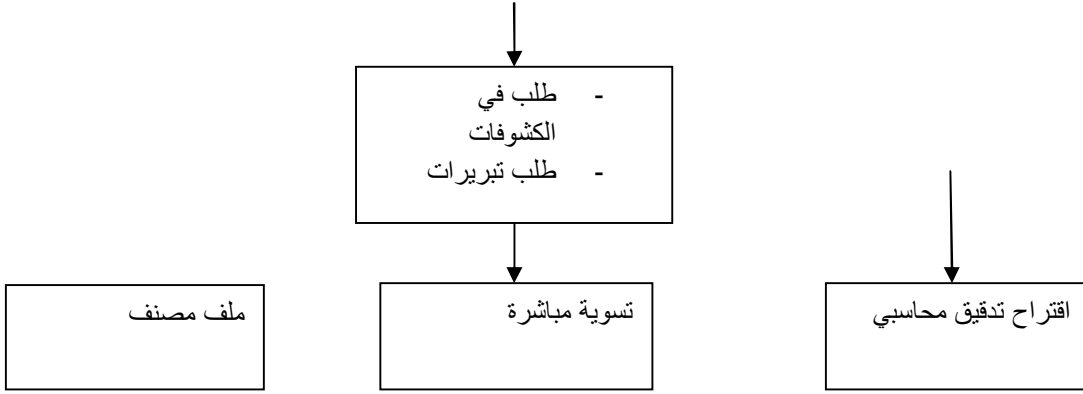 - طلب في
الكشوفات
- طلب تبريرات
اقتراح تدقيق محاسبي
تسوية مباشرة
ملف مصنف